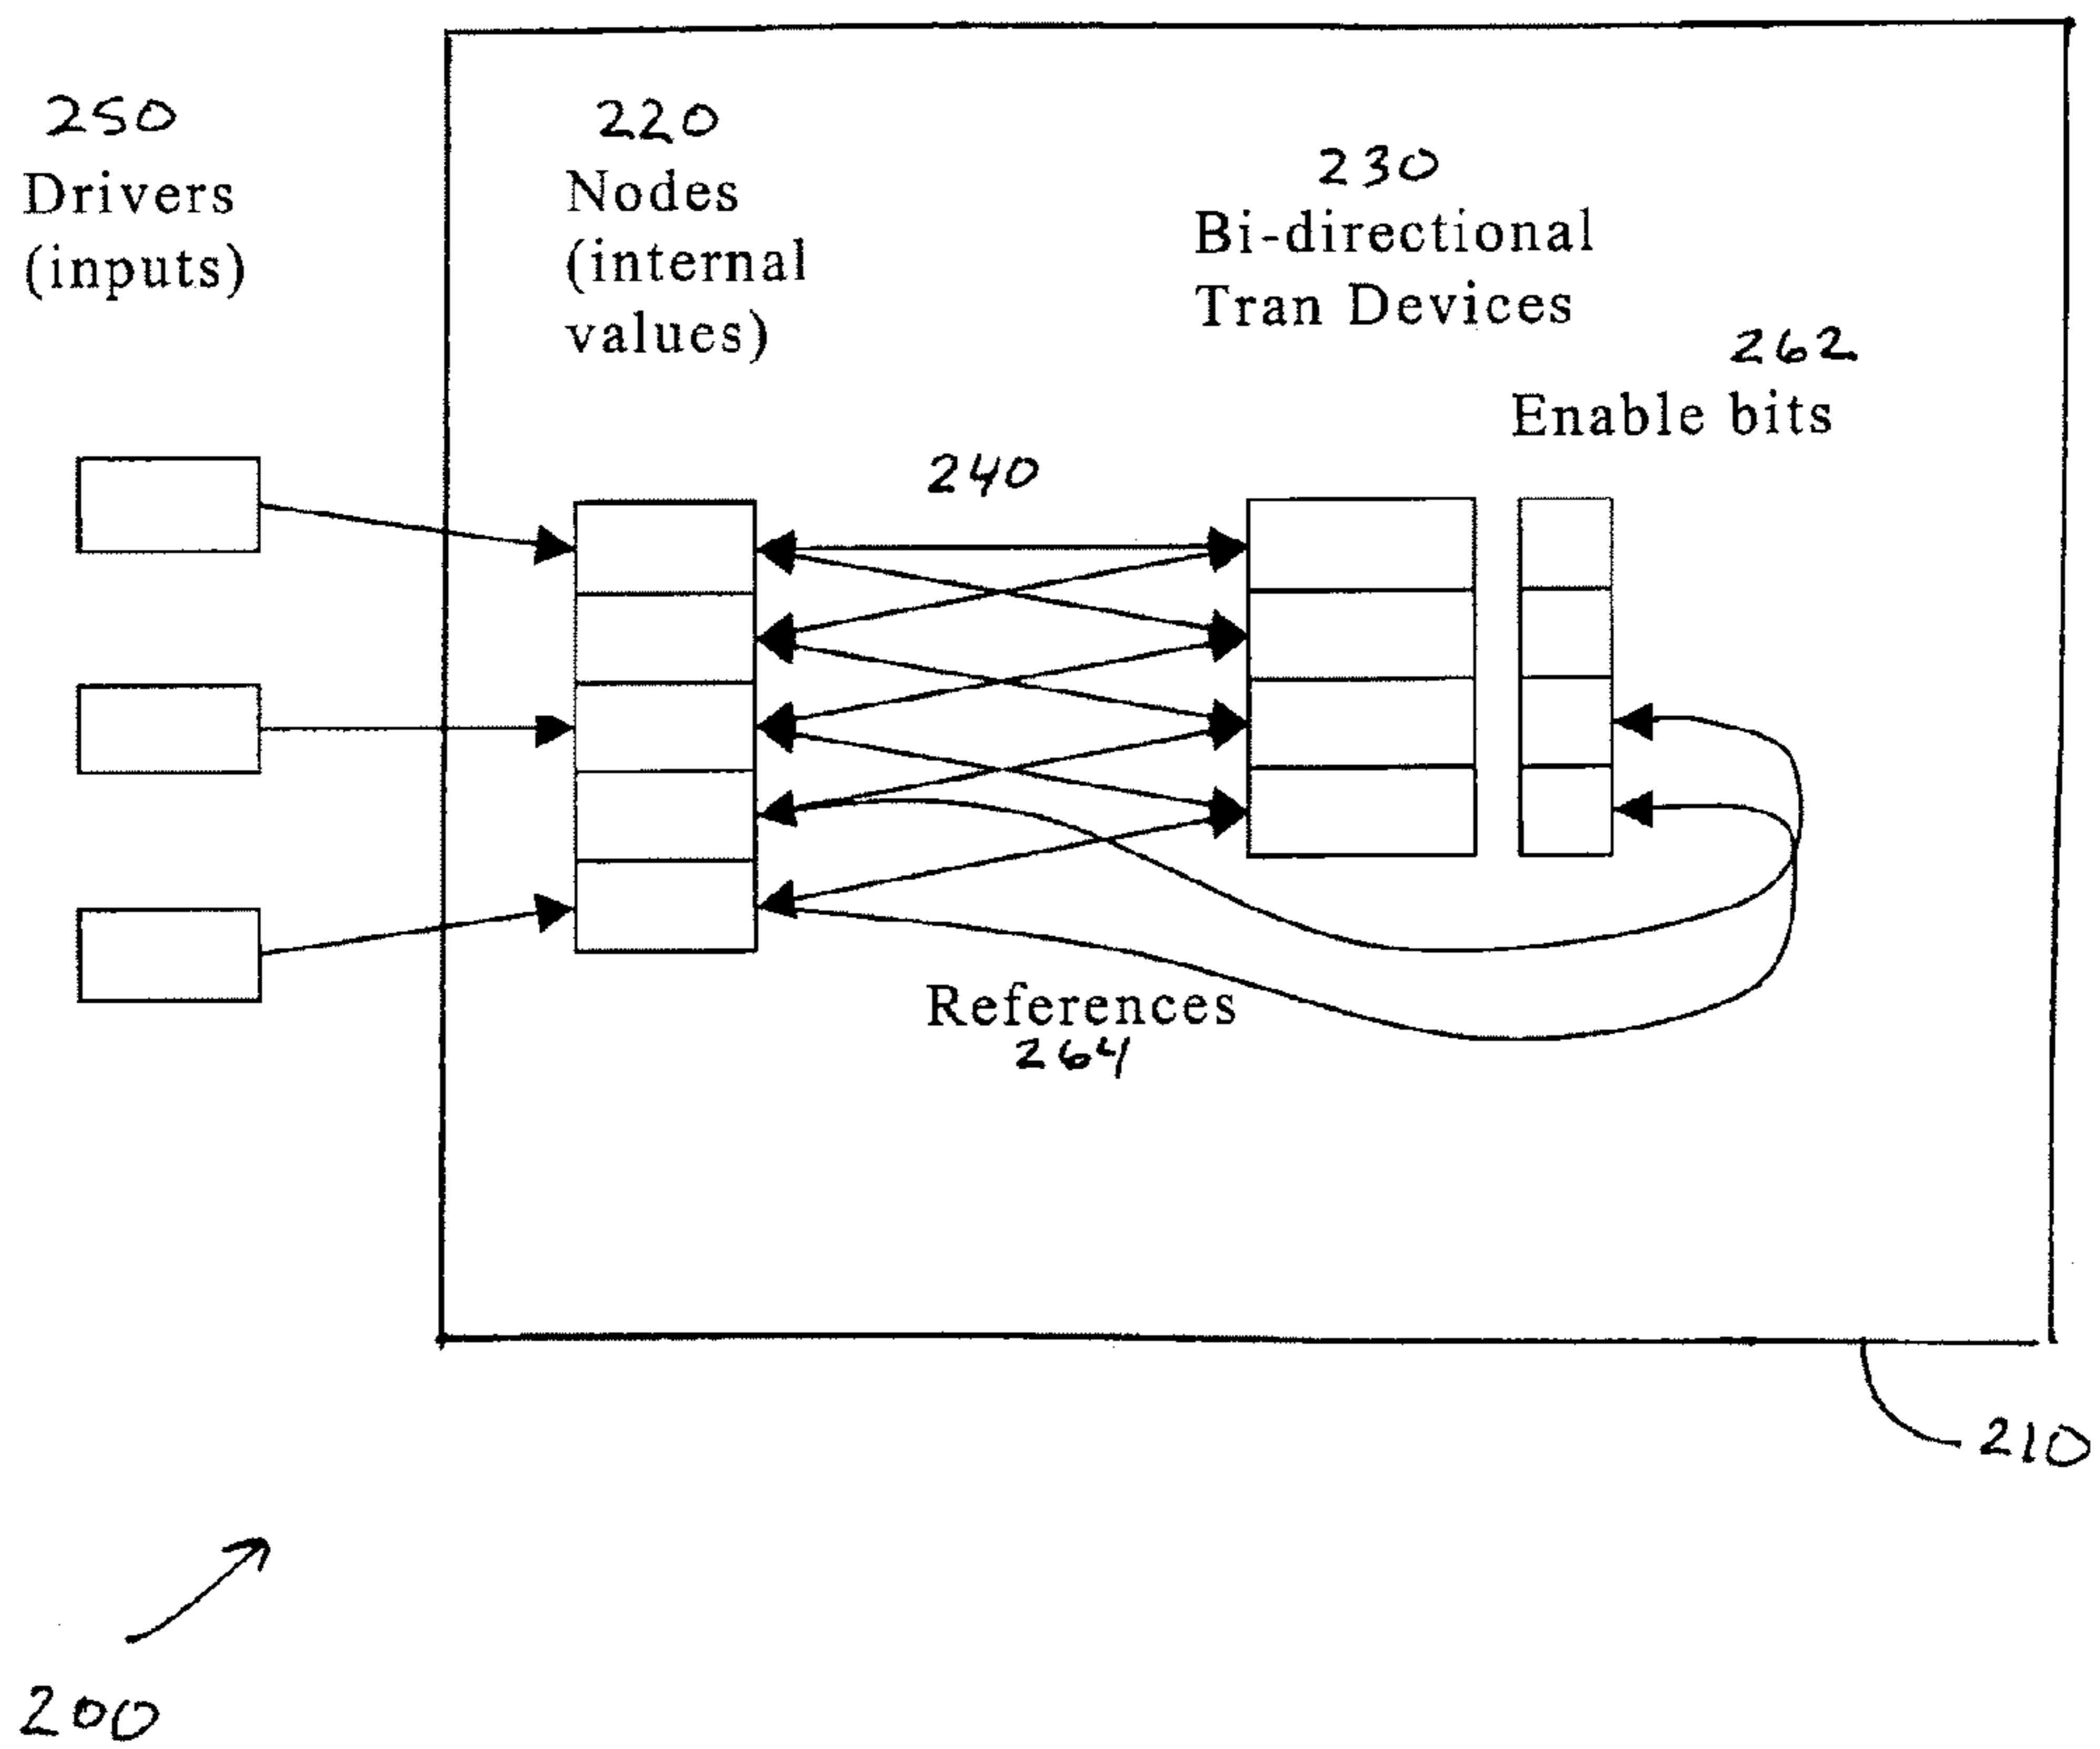 250
Drivers
(inputs)
220
Nodes
(internal
values)
230
Bi-directional
Tran Devices
262
Enable bits
240
References
264
210
200